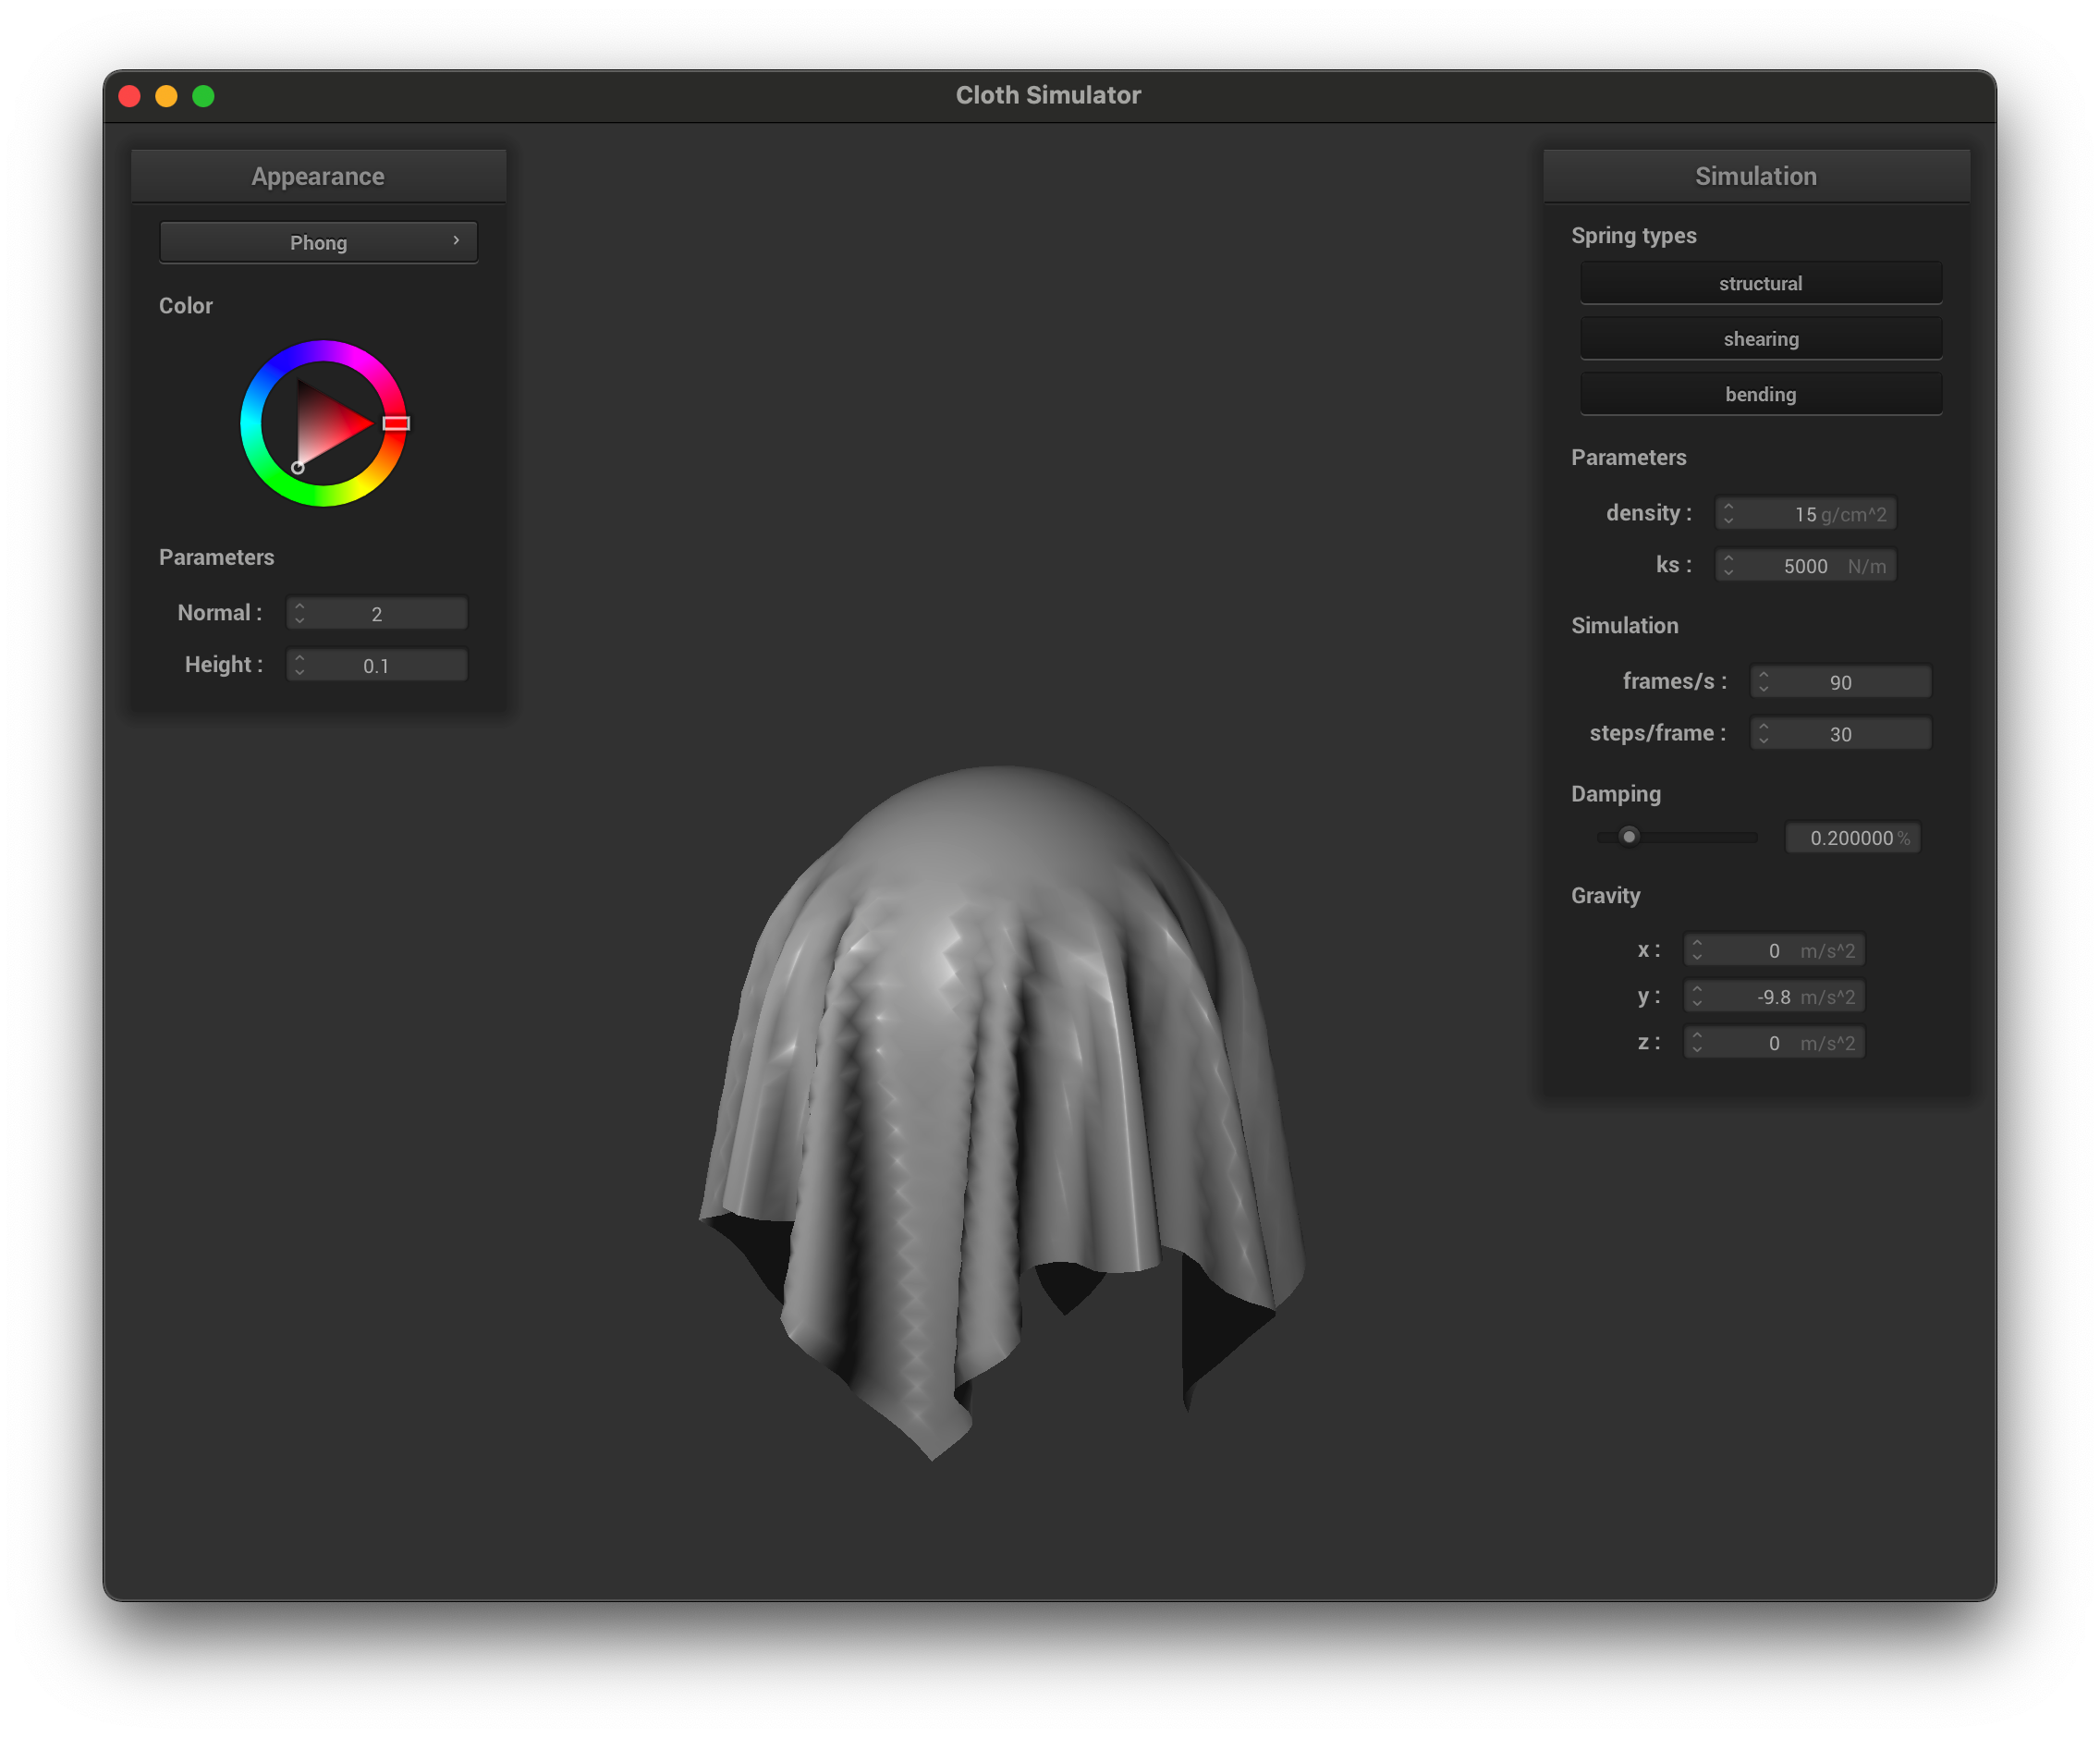 Cloth Simulator
Appearance
Phong
Color
Parameters
Normal : 2
Height : 0.1
Simulation
Spring types
structural
shearing
bending
Parameters
density : 15 g/cm^2
ks : 5000 N/m
Simulation
frames/s : 90
steps/frame : 30
Damping
0.200000 %
Gravity
x : 0 m/s^2
y : -9.8 m/s^2
z : 0 m/s^2